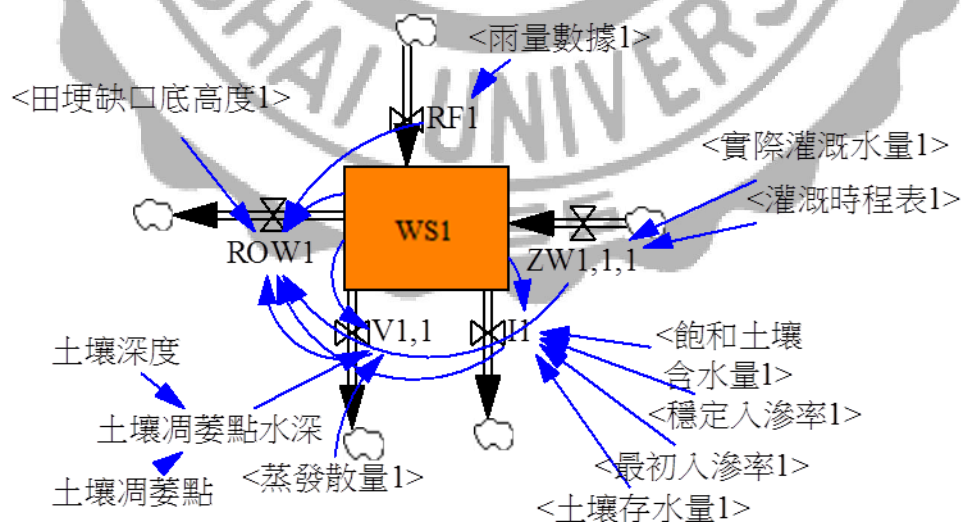 HAI UNIVERS
<雨量數據1>
<田埂缺口底高度1>
RF1
<實際灌溉水量1>
<灌溉時程表1>
WS1
ROW1
ZW1,1,1
V1,1
I1
<飽和土壤
含水量1>
土壤深度
<穩定入滲率1>
土壤凋萎點水深
<最初入滲率1>
<蒸發散量1>
土壤凋萎點
<土壤存水量1>